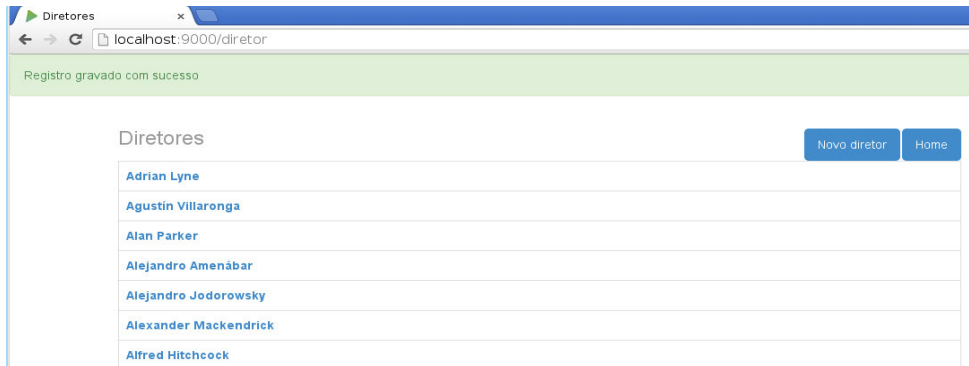 Diretores ×
localhost:9000/diretor
Registro gravado com sucesso
Diretores
Novo diretor Home
Adrian Lyne
Agustín Villaronga
Alan Parker
Alejandro Amenábar
Alejandro Jodorowsky
Alexander Mackendrick
Alfred Hitchcock